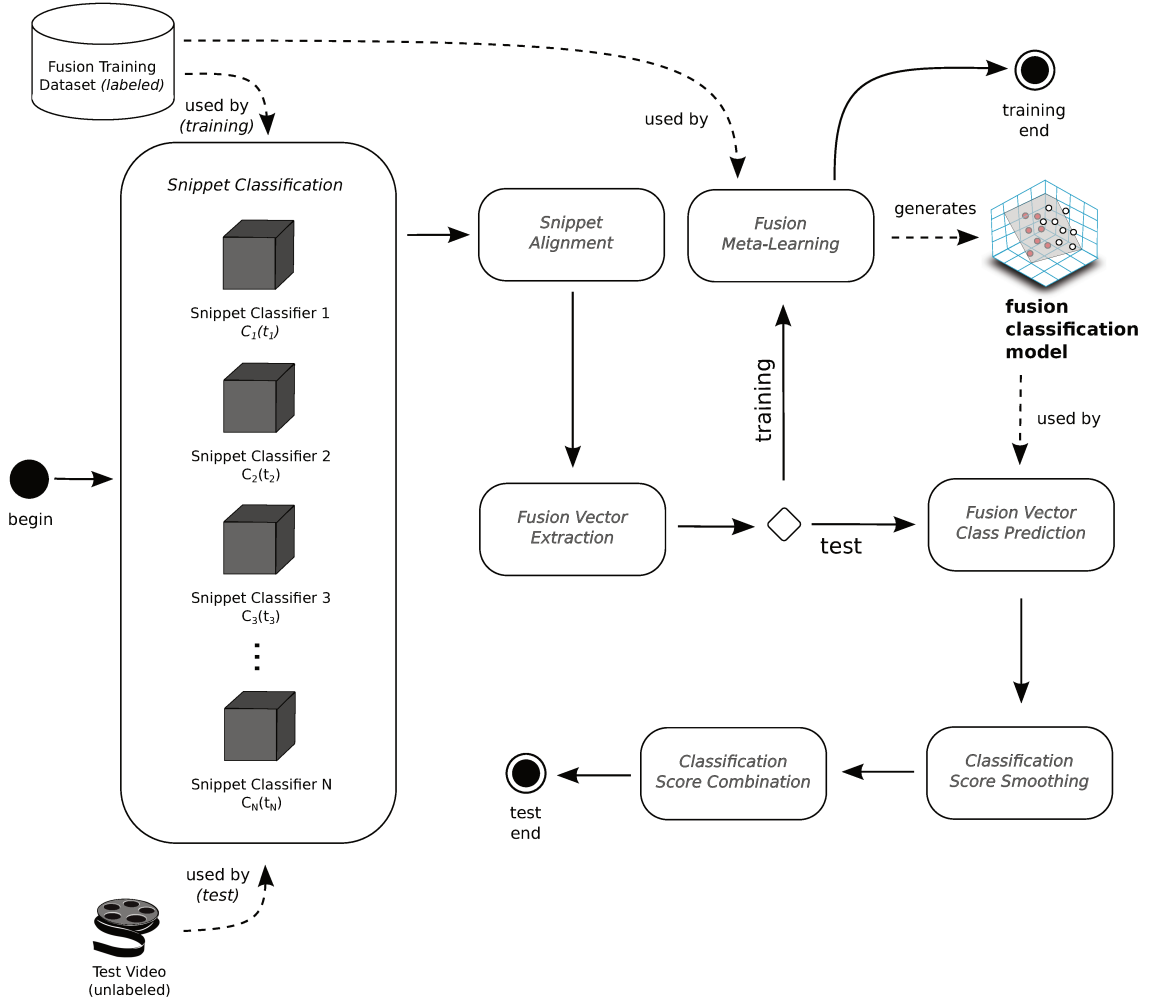 Fusion Training
Dataset (labeled)
used by
(training)
used by
training
end
Snippet Classification
Snippet Classifier 1
C1(t1)
Snippet Classifier 2
C2(t2)
Snippet Classifier 3
C3(t3)
Snippet Classifier N
CN(tN)
begin
Snippet
Alignment
Fusion
Meta-Learning
generates
fusion
classification
model
training
used by
Fusion Vector
Extraction
test
Fusion Vector
Class Prediction
Classification
Score Smoothing
Classification
Score Combination
test
end
used by
(test)
Test Video
(unlabeled)